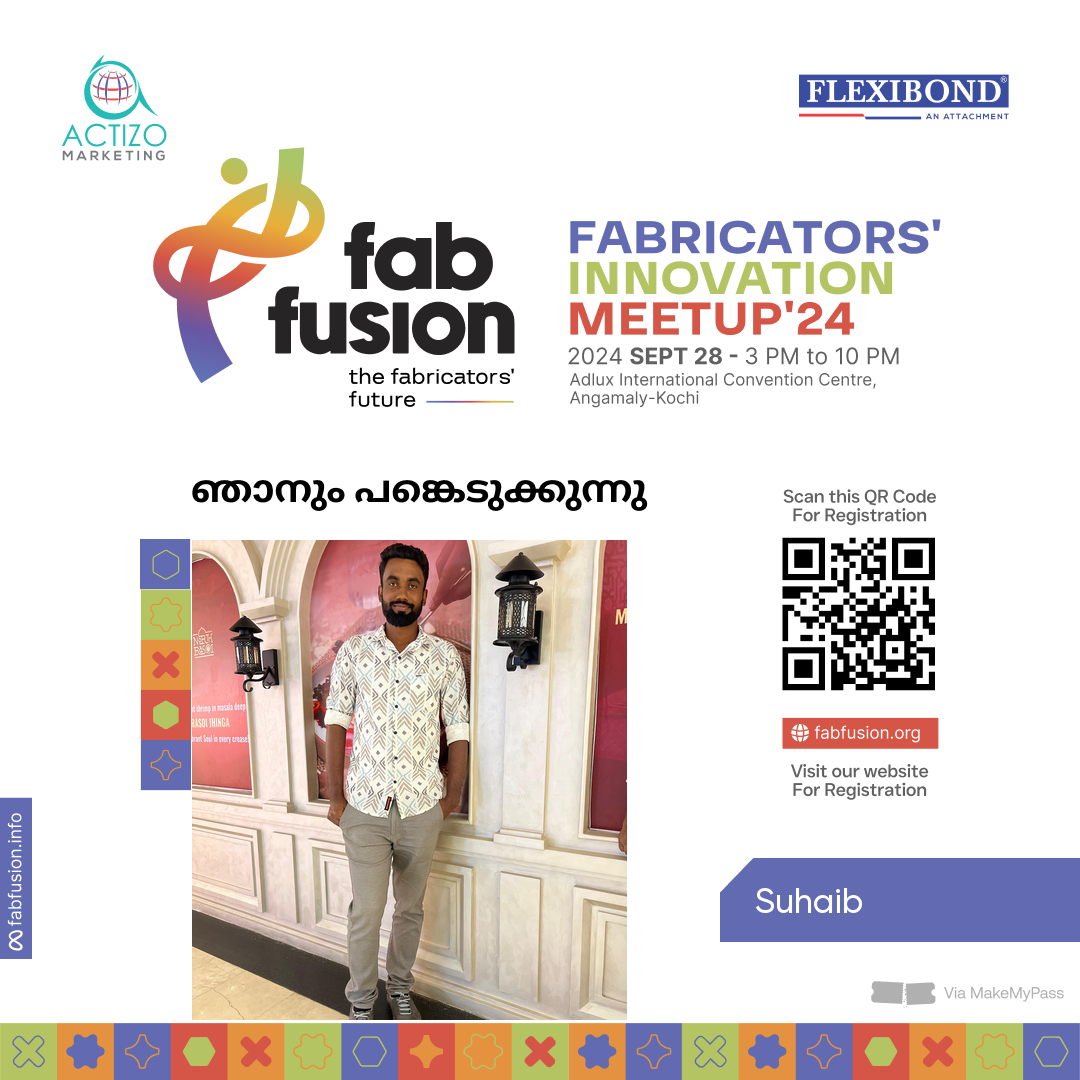 ACTIZO
MARKETING
FLEXIBOND®
AN ATTACHMENT
fab
fusion
the fabricators'
future
FABRICATORS'
INNOVATION
MEETUP'24
2024 SEPT 28 - 3 PM to 10 PM
Adlux International Convention Centre,
Angamaly-Kochi
ഞാനും പങ്കെടുക്കുന്നു
Scan this QR Code
For Registration
fabfusion.org
Visit our website
For Registration
RASOI JHINGA
fabfusion.info
Suhaib
Via MakeMyPass